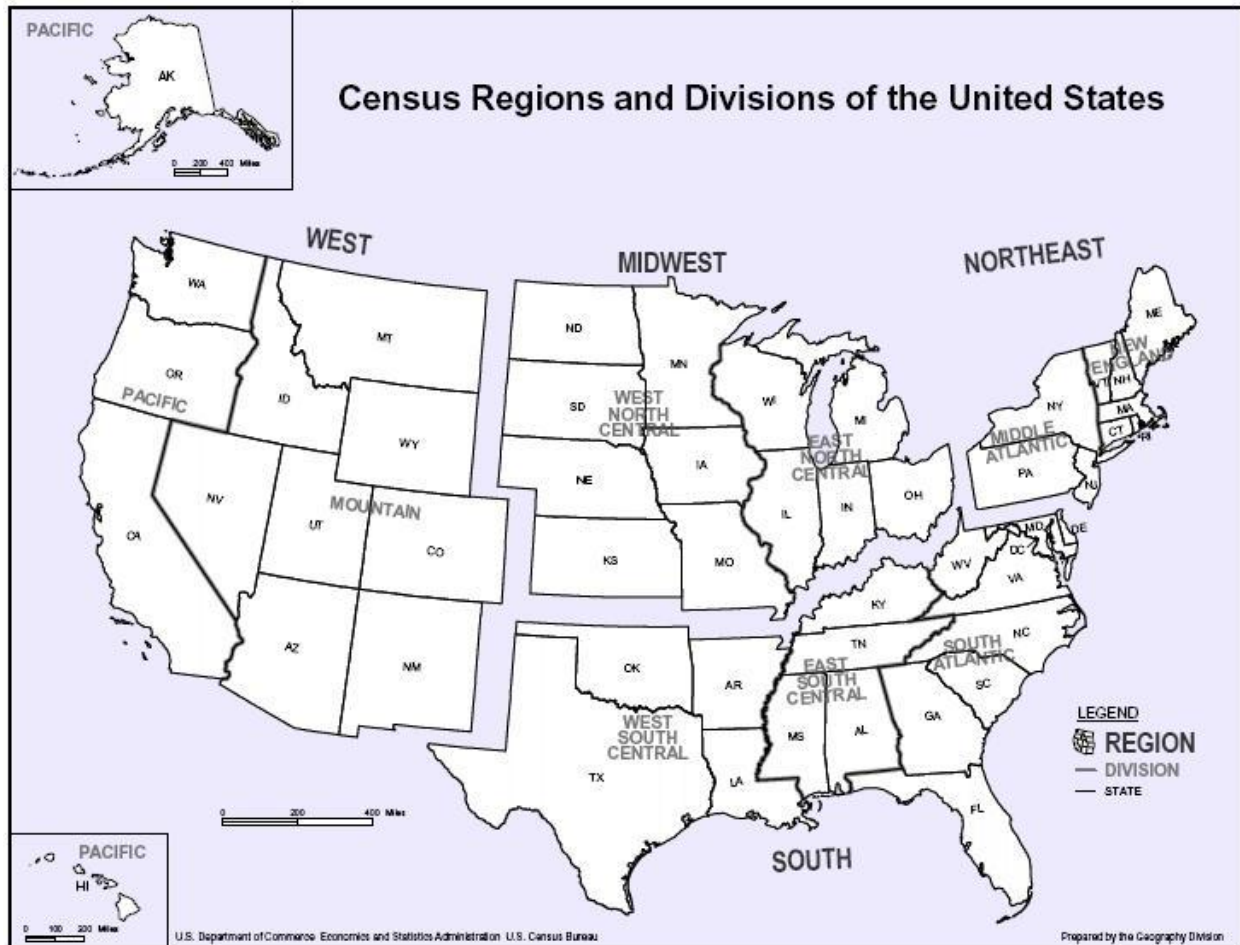 PACIFIC
AK
0 200 400 Miles
Census Regions and Divisions of the United States
WEST
MIDWEST
NORTHEAST
WA
MT
ND
MN
ME
OR
PACIFIC
ID
WY
SD
WEST
NORTH
CENTRAL
WI
MI
EAST
NORTH
CENTRAL
NY
NEW
ENGLAND
VT
NH
MA
CT
RI
MIDDLE
ATLANTIC
PA
NJ
NV
UT
MOUNTAIN
CO
CA
NE
IA
KS
MO
IL
IN
OH
WV
MD
DE
DC
VA
KY
AZ
NM
OK
AR
TN
NC
EAST
SOUTH
CENTRAL
SOUTH
ATLANTIC
SC
WEST
SOUTH
CENTRAL
TX
LA
MS
AL
GA
FL
LEGEND
REGION
DIVISION
STATE
0 200 400 Miles
SOUTH
PACIFIC
HI
0 100 200 Miles
U.S. Department of Commerce Economics and Statistics Administration U.S. Census Bureau
Prepared by the Geography Division